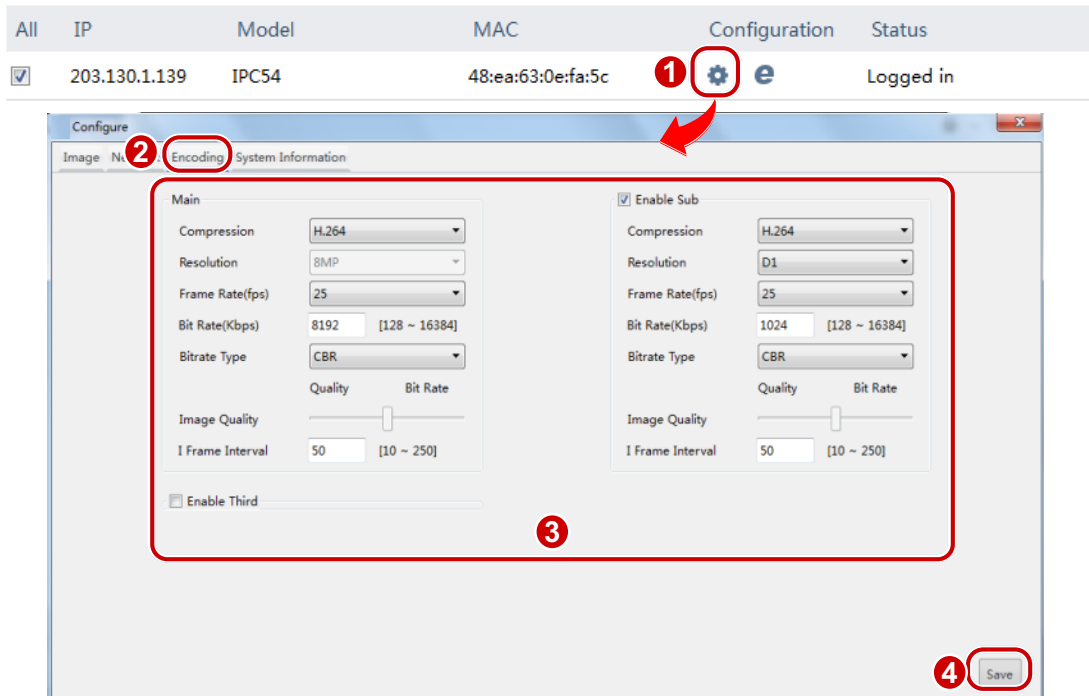 All IP Model MAC Configuration Status
203.130.1.139 IPC54 48:ea:63:0e:fa:5c 1 e Logged in
Configure
Image Ne 2 Encoding System Information
Main Enable Sub
Compression H.264 Compression H.264
Resolution 8MP Resolution D1
Frame Rate(fps) 25 Frame Rate(fps) 25
Bit Rate(Kbps) 8192 [128 ~ 16384] Bit Rate(Kbps) 1024 [128 ~ 16384]
Bitrate Type CBR Bitrate Type CBR
Quality Bit Rate Quality Bit Rate
Image Quality Image Quality
I Frame Interval 50 [10 ~ 250] I Frame Interval 50 [10 ~ 250]
Enable Third
3
4 Save